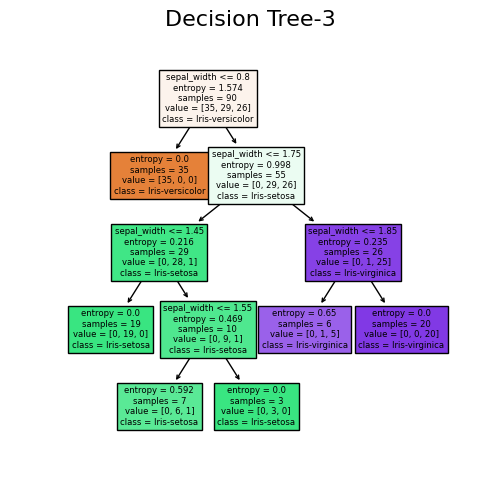 Decision Tree-3
sepal_width <= 0.8
entropy = 1.574
samples = 90
value = [35, 29, 26]
class = Iris-versicolor
entropy = 0.0
samples = 35
value = [35, 0, 0]
class = Iris-versicolor
sepal_width <= 1.75
entropy = 0.998
samples = 55
value = [0, 29, 26]
class = Iris-setosa
sepal_width <= 1.45
entropy = 0.216
samples = 29
value = [0, 28, 1]
class = Iris-setosa
sepal_width <= 1.85
entropy = 0.235
samples = 26
value = [0, 1, 25]
class = Iris-virginica
entropy = 0.0
samples = 19
value = [0, 19, 0]
class = Iris-setosa
sepal_width <= 1.55
entropy = 0.469
samples = 10
value = [0, 9, 1]
class = Iris-setosa
entropy = 0.65
samples = 6
value = [0, 1, 5]
class = Iris-virginica
entropy = 0.0
samples = 20
value = [0, 0, 20]
class = Iris-virginica
entropy = 0.592
samples = 7
value = [0, 6, 1]
class = Iris-setosa
entropy = 0.0
samples = 3
value = [0, 3, 0]
class = Iris-setosa